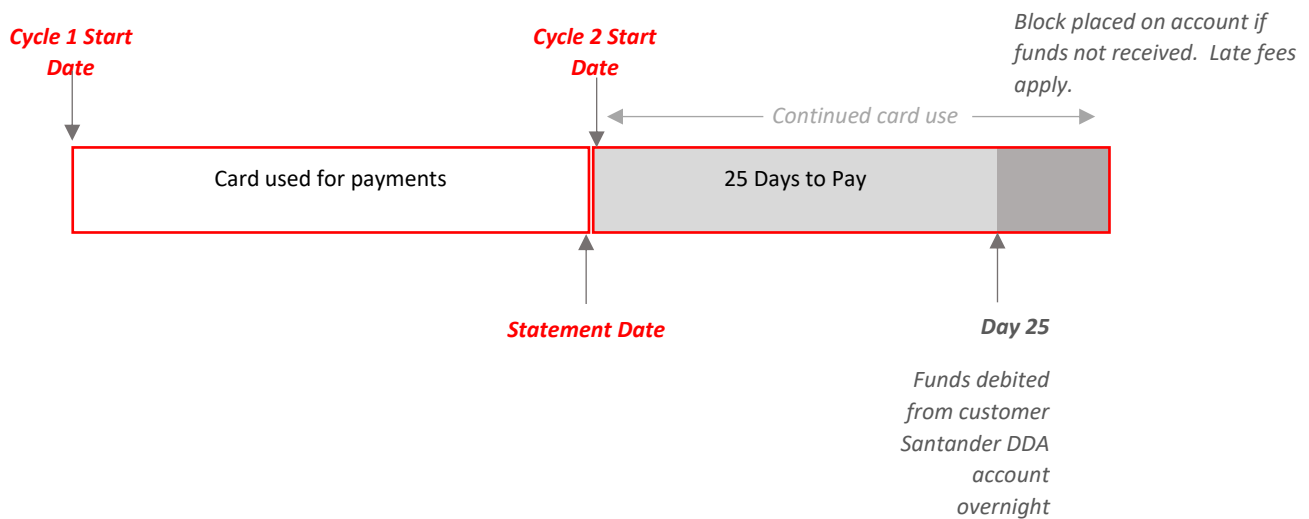 Cycle 1 Start
Date
Cycle 2 Start
Date
Block placed on account if
funds not received.  Late fees
apply.
Continued card use
Card used for payments
25 Days to Pay
Statement Date
Day 25
Funds debited
from customer
Santander DDA
account
overnight